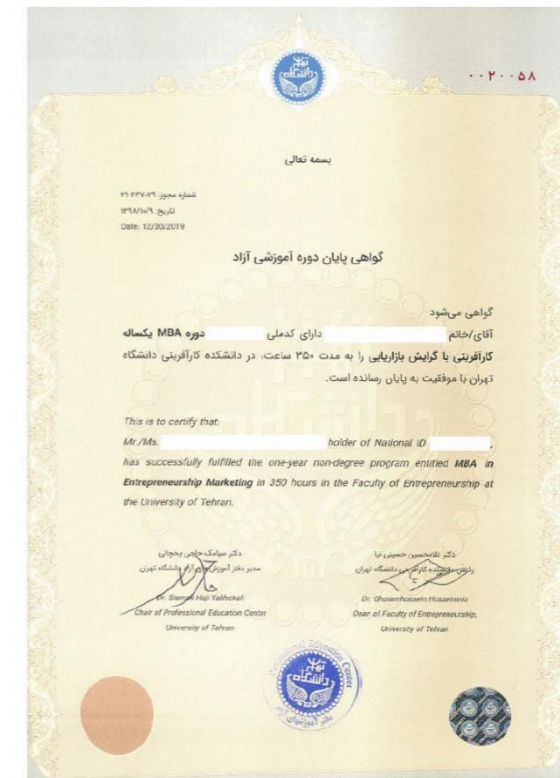 ۰۰۲۰۰۵۸
بسمه تعالی
تاریخ: ۱۳۹۸/۱۰/۹
Date: 12/30/2019
گواهی پایان دوره آموزشی آزاد
گواهی می‌شود
آقای/خانم دارای کدملی دوره MBA یکساله
کارآفرینی با گرایش بازاریابی را به مدت ۳۵۰ ساعت، در دانشکده کارآفرینی دانشگاه
تهران با موفقیت به پایان رسانده است.
This is to certify that:
Mr./Ms. holder of National ID ,
has successfully fulfilled the one-year non-degree program entitled MBA in
Entrepreneurship Marketing in 350 hours in the Faculty of Entrepreneurship at
the University of Tehran.
دکتر غلامحسین حسینی نیا
رئیس دانشکده کارآفرینی دانشگاه تهران
Dr. Gholamhossein Hosseininia
Dean of Faculty of Entrepreneurship,
University of Tehran
دکتر سیامک حاجی یخچالی
مدیر دفتر آموزش‌های آزاد دانشگاه تهران
Dr. Siamak Haji Yakhchali
Chair of Professional Education Center
University of Tehran
Professional Education Center
دفتر آموزشهای آزاد